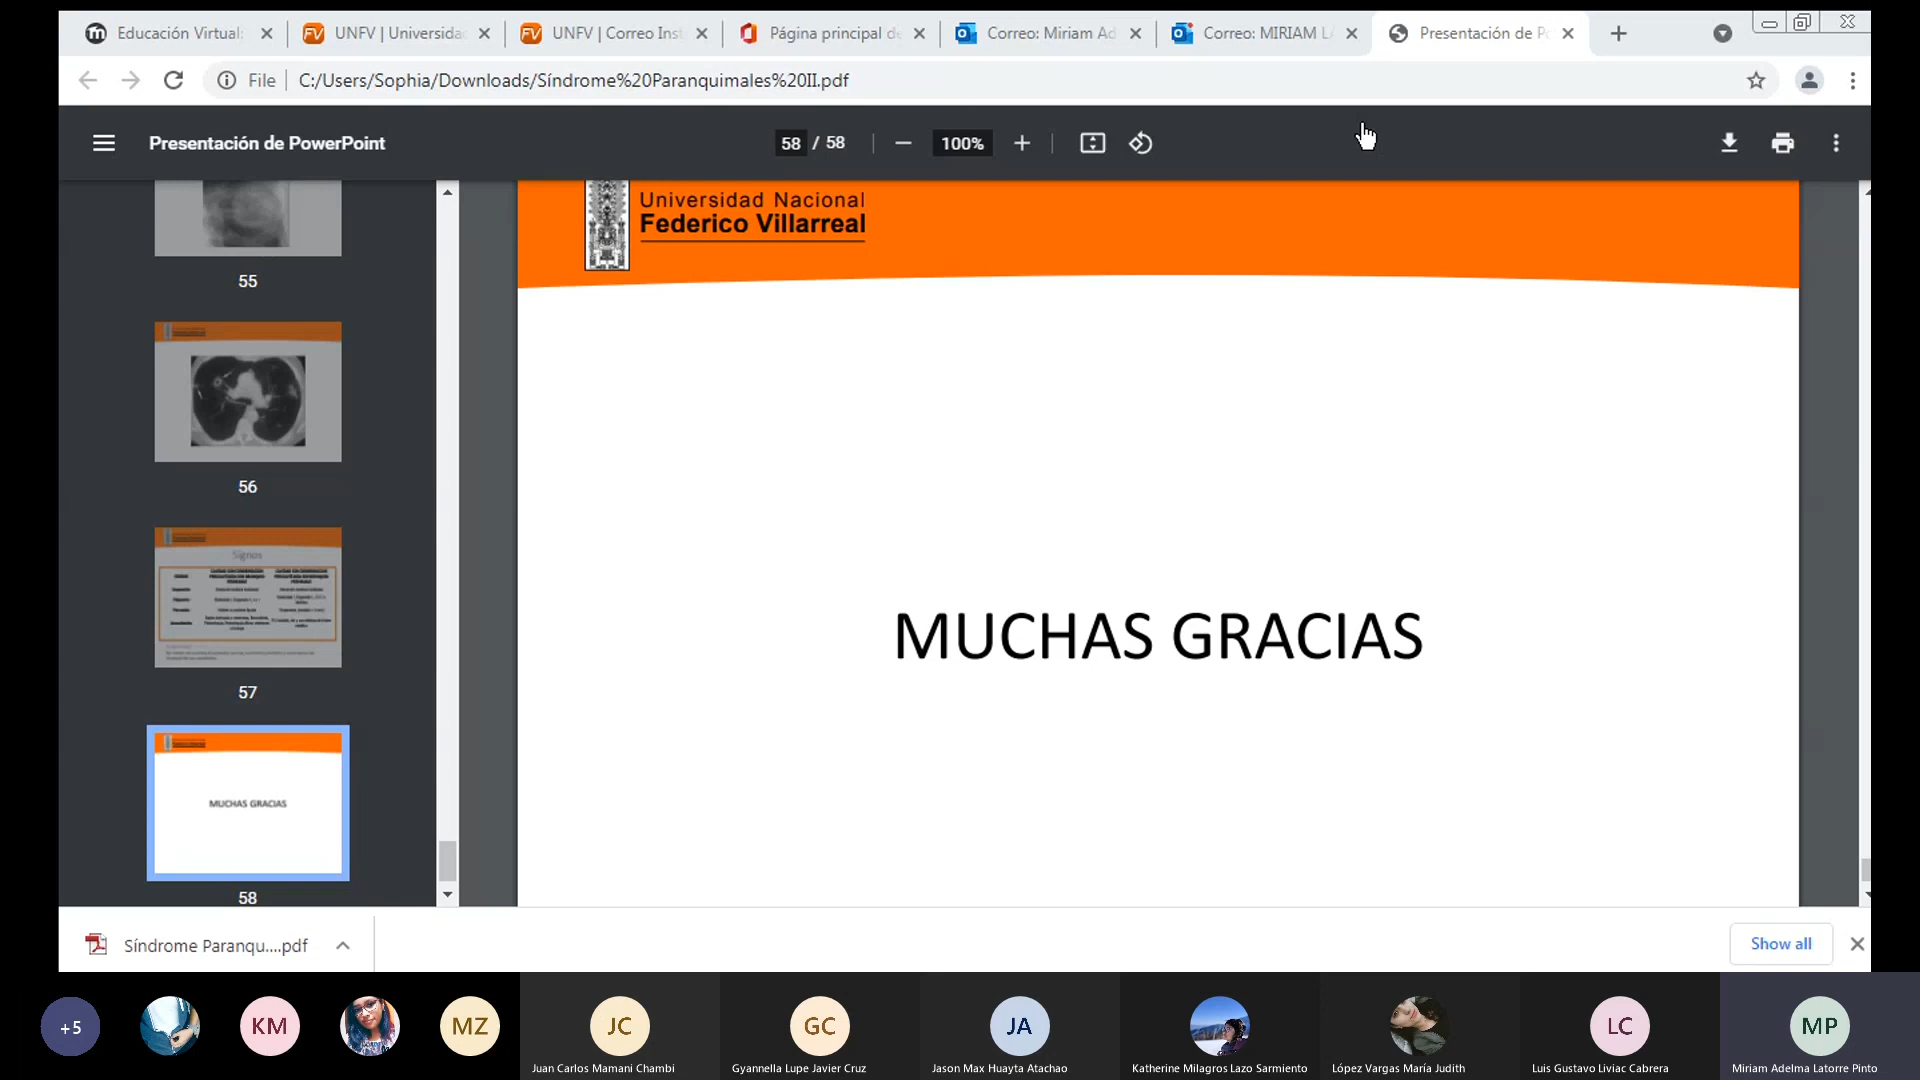 Educación Virtual:
UNFV | Universida
UNFV | Correo Inst
Página principal de
Correo: Miriam Ad
Correo: MIRIAM LA
Presentación de Po
File
C:/Users/Sophia/Downloads/Síndrome%20Paranquimales%20II.pdf
Presentación de PowerPoint
58 / 58
100%
Universidad Nacional
Federico Villarreal
55
56
Signos
57
MUCHAS GRACIAS
58
MUCHAS GRACIAS
Síndrome Paranqu....pdf
Show all
+5
KM
MZ
JC
GC
JA
LC
MP
Juan Carlos Mamani Chambi
Gyannella Lupe Javier Cruz
Jason Max Huayta Atachao
Katherine Milagros Lazo Sarmiento
López Vargas María Judith
Luis Gustavo Liviac Cabrera
Miriam Adelma Latorre Pinto